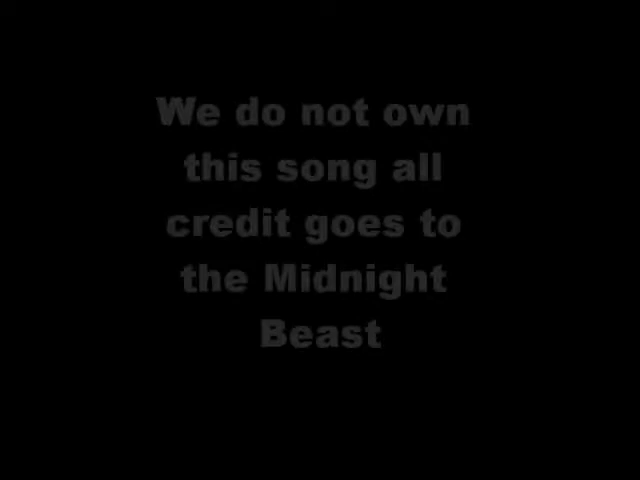 We do not own
this song all
credit goes to
the Midnight
Beast